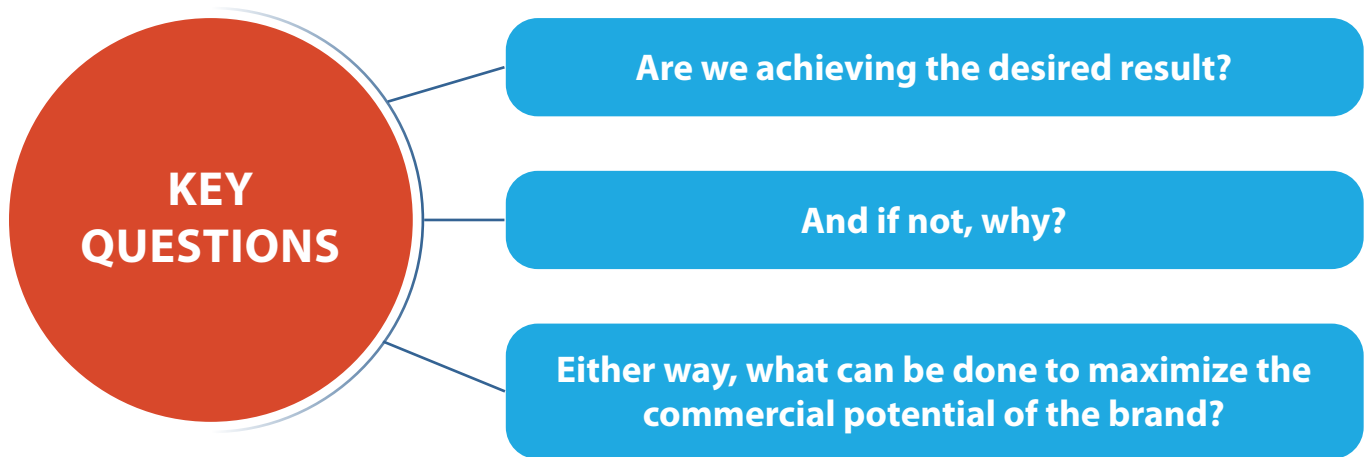 KEY
QUESTIONS
Are we achieving the desired result?
And if not, why?
Either way, what can be done to maximize the
commercial potential of the brand?